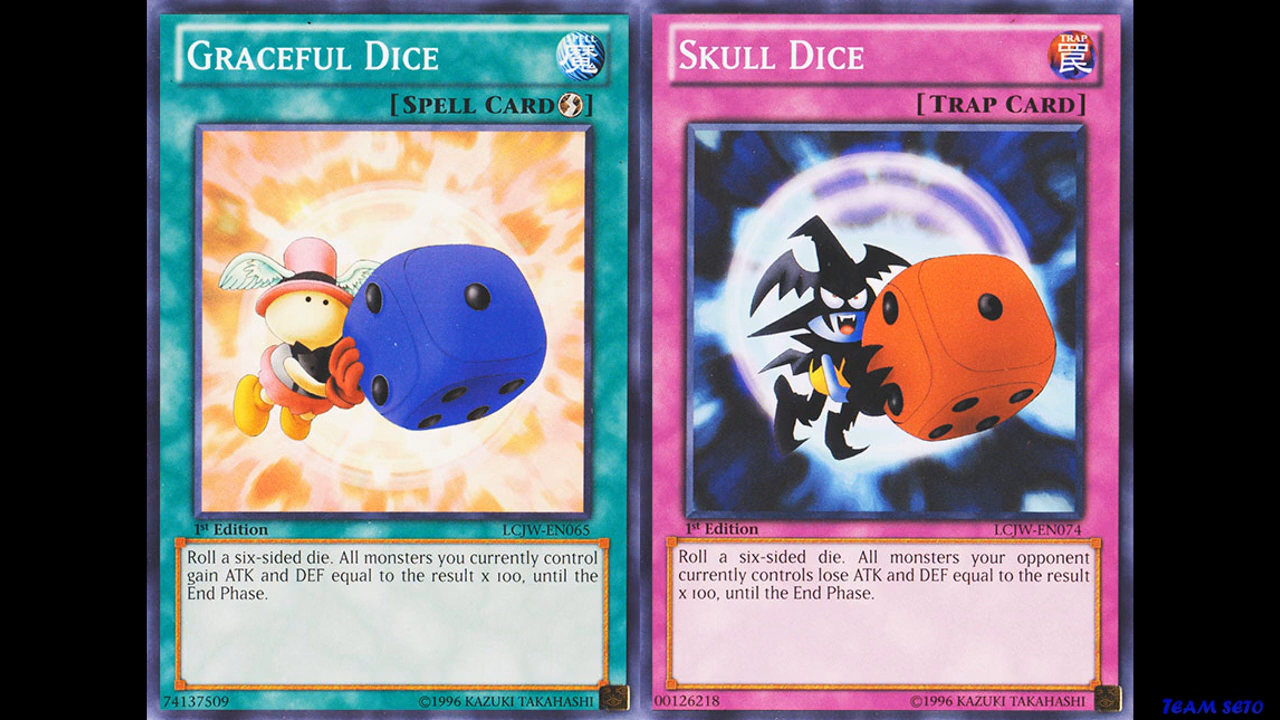 GRACEFUL DICE
SPELL
魔
[SPELL CARD]
1st Edition
LCJW-EN065
Roll a six-sided die. All monsters you currently control
gain ATK and DEF equal to the result x 100, until the
End Phase.
74137509
©1996 KAZUKI TAKAHASHI
SKULL DICE
TRAP
罠
[TRAP CARD]
1st Edition
LCJW-EN074
Roll a six-sided die. All monsters your opponent
currently controls lose ATK and DEF equal to the result
x 100, until the End Phase.
00126218
©1996 KAZUKI TAKAHASHI
TEAM SETO